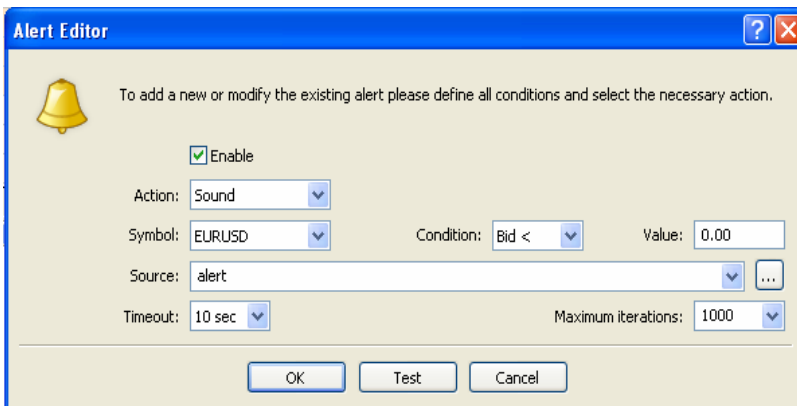 Alert Editor
?
To add a new or modify the existing alert please define all conditions and select the necessary action.
Enable
Action: Sound
Symbol: EURUSD Condition: Bid < Value: 0.00
Source: alert ...
Timeout: 10 sec Maximum iterations: 1000
OK Test Cancel